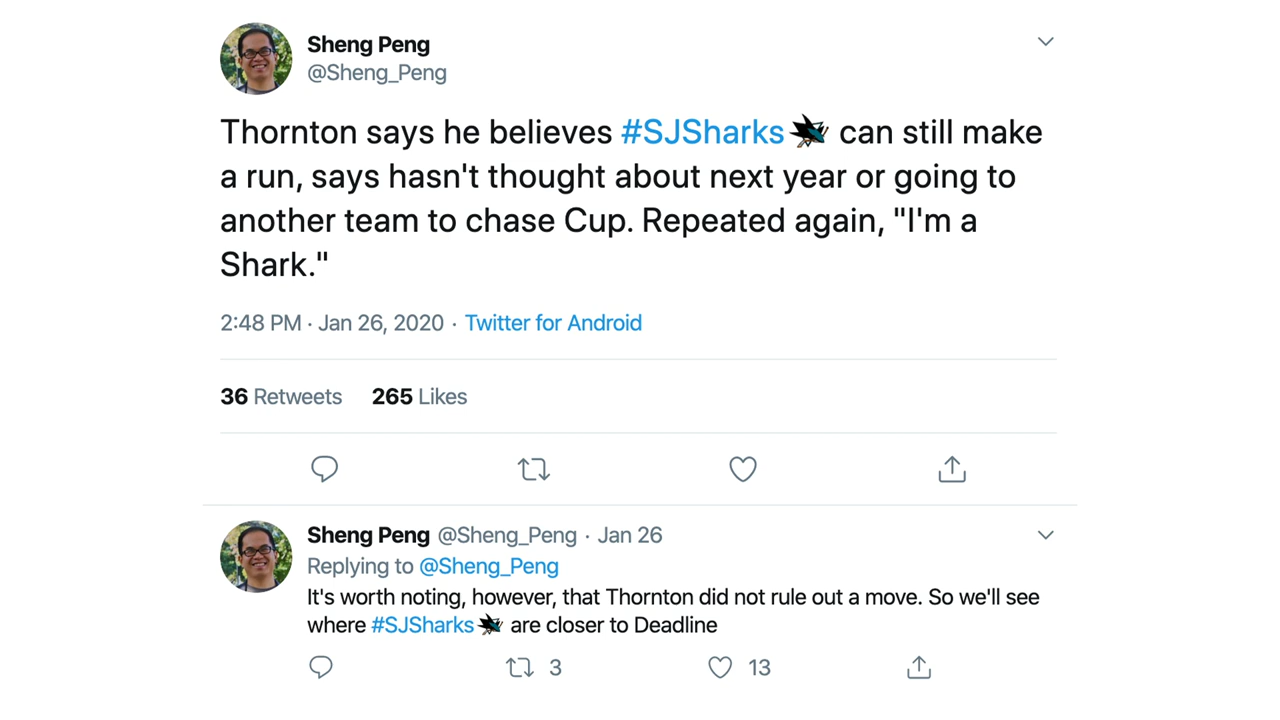 Sheng Peng
@Sheng_Peng
Thornton says he believes #SJSharks can still make
a run, says hasn't thought about next year or going to
another team to chase Cup. Repeated again, "I'm a
Shark."
2:48 PM · Jan 26, 2020 · Twitter for Android
36 Retweets 265 Likes
Sheng Peng @Sheng_Peng · Jan 26
Replying to @Sheng_Peng
It's worth noting, however, that Thornton did not rule out a move. So we'll see
where #SJSharks are closer to Deadline
3 13